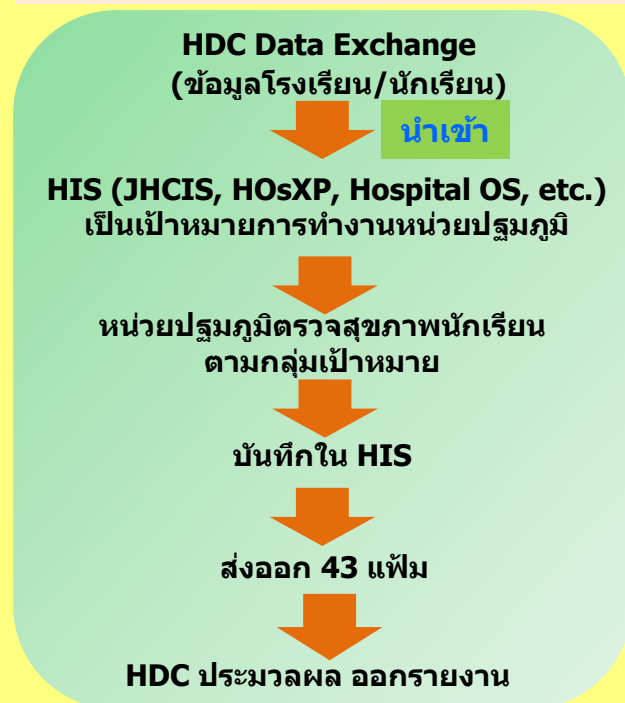 HDC Data Exchange
(ข้อมูลโรงเรียน/นักเรียน)
นำเข้า
HIS (JHCIS, HOsXP, Hospital OS, etc.)
เป็นเป้าหมายการทำงานหน่วยปฐมภูมิ
หน่วยปฐมภูมิตรวจสุขภาพนักเรียน
ตามกลุ่มเป้าหมาย
บันทึกใน HIS
ส่งออก 43 แฟ้ม
HDC ประมวลผล ออกรายงาน